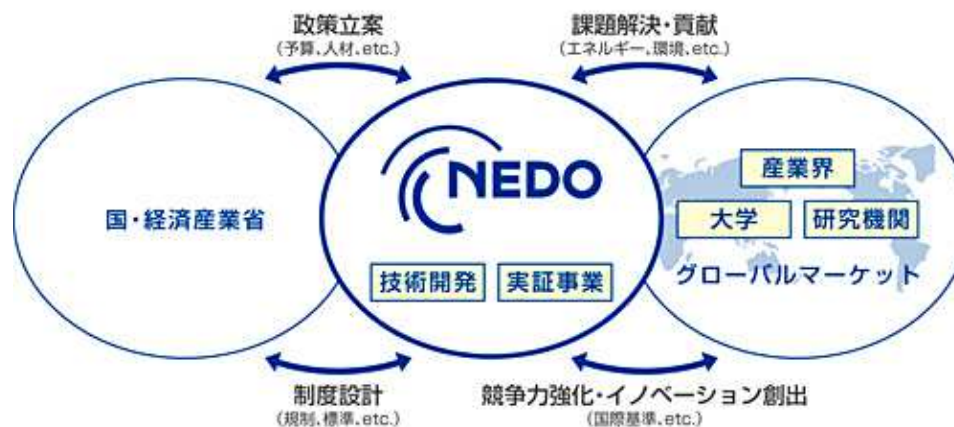 政策立案
(予算、人材、etc.)
課題解決・貢献
(エネルギー、環境、etc.)
国・経済産業省
NEDO
技術開発
実証事業
産業界
大学
研究機関
グローバルマーケット
制度設計
(規制、標準、etc.)
競争力強化・イノベーション創出
(国際基準、etc.)